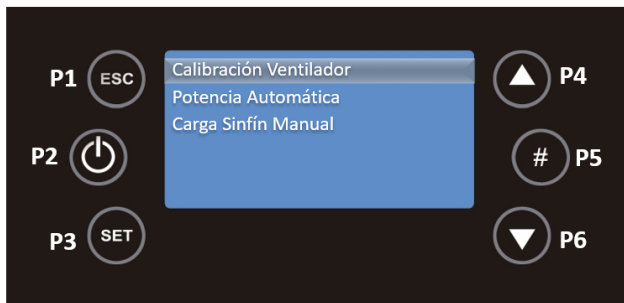 P1 ESC
Calibración Ventilador
Potencia Automática
Carga Sinfín Manual
P4
P2
# P5
P3 SET
P6